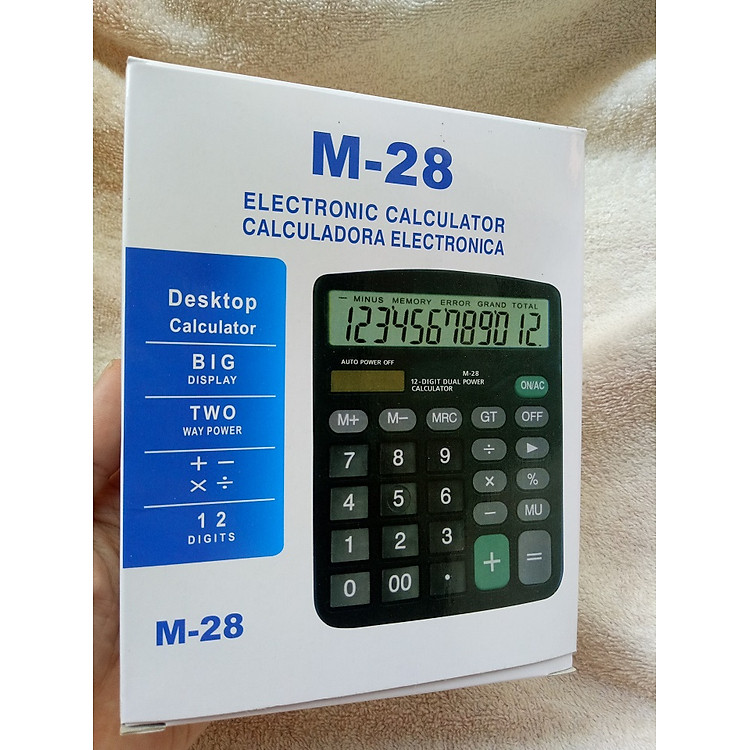 M-28
ELECTRONIC CALCULATOR
CALCULADORA ELECTRONICA
Desktop
Calculator
BIG
DISPLAY
TWO
WAY POWER
+ −
× ÷
12
DIGITS
M-28
— MINUS MEMORY ERROR GRAND TOTAL
123456789012.
AUTO POWER OFF
M-28
12-DIGIT DUAL POWER
CALCULATOR
ON/AC
M+ M− MRC GT OFF
7 8 9 ÷ ▶
4 5 6 × %
1 2 3 − MU
0 00 · + =